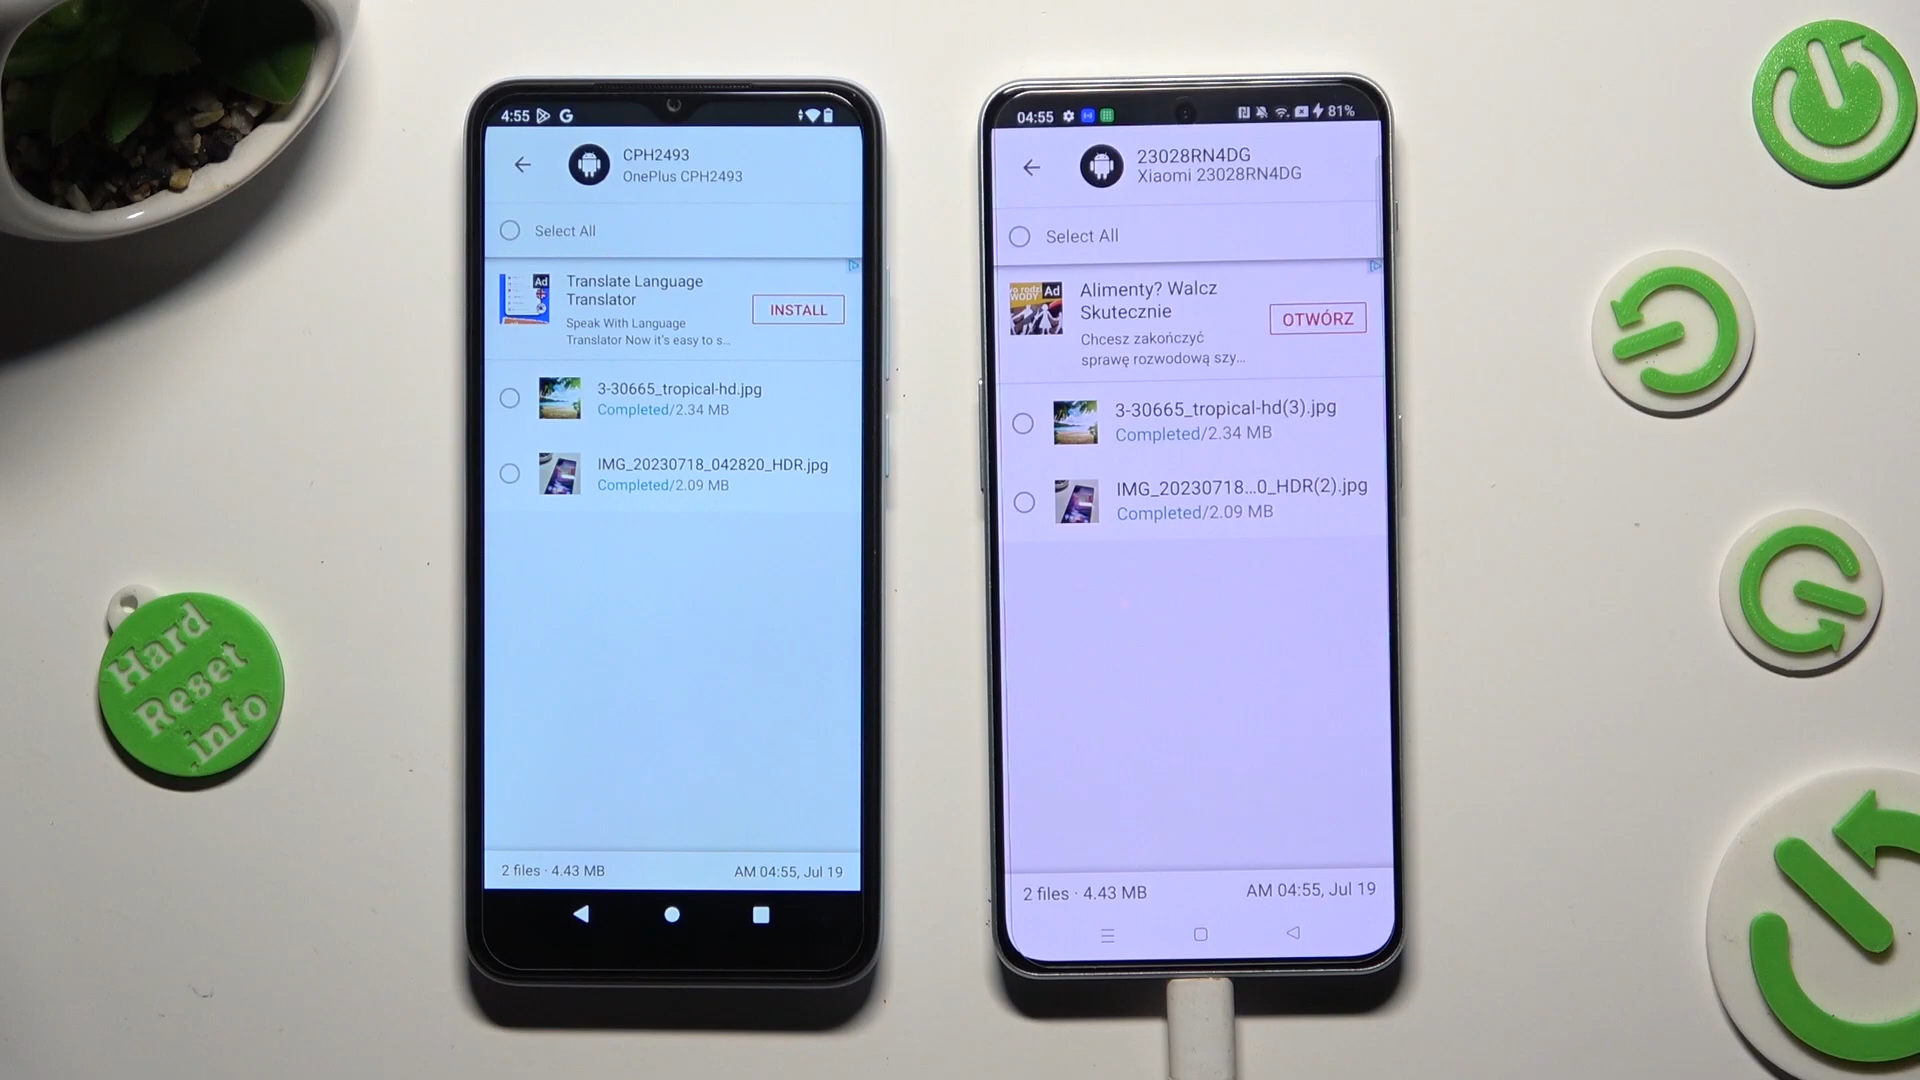 4:55
CPH2493
OnePlus CPH2493
Select All
Ad
Translate Language
Translator
Speak With Language
Translator Now it's easy to s...
INSTALL
3-30665_tropical-hd.jpg
Completed/2.34 MB
IMG_20230718_042820_HDR.jpg
Completed/2.09 MB
2 files · 4.43 MB
AM 04:55, Jul 19
04:55
81%
23028RN4DG
Xiaomi 23028RN4DG
Select All
Ad
WODY
Alimenty? Walcz
Skutecznie
Chcesz zakończyć
sprawę rozwodową szy...
OTWÓRZ
3-30665_tropical-hd(3).jpg
Completed/2.34 MB
IMG_20230718...0_HDR(2).jpg
Completed/2.09 MB
2 files · 4.43 MB
AM 04:55, Jul 19
Hard
Reset
.info